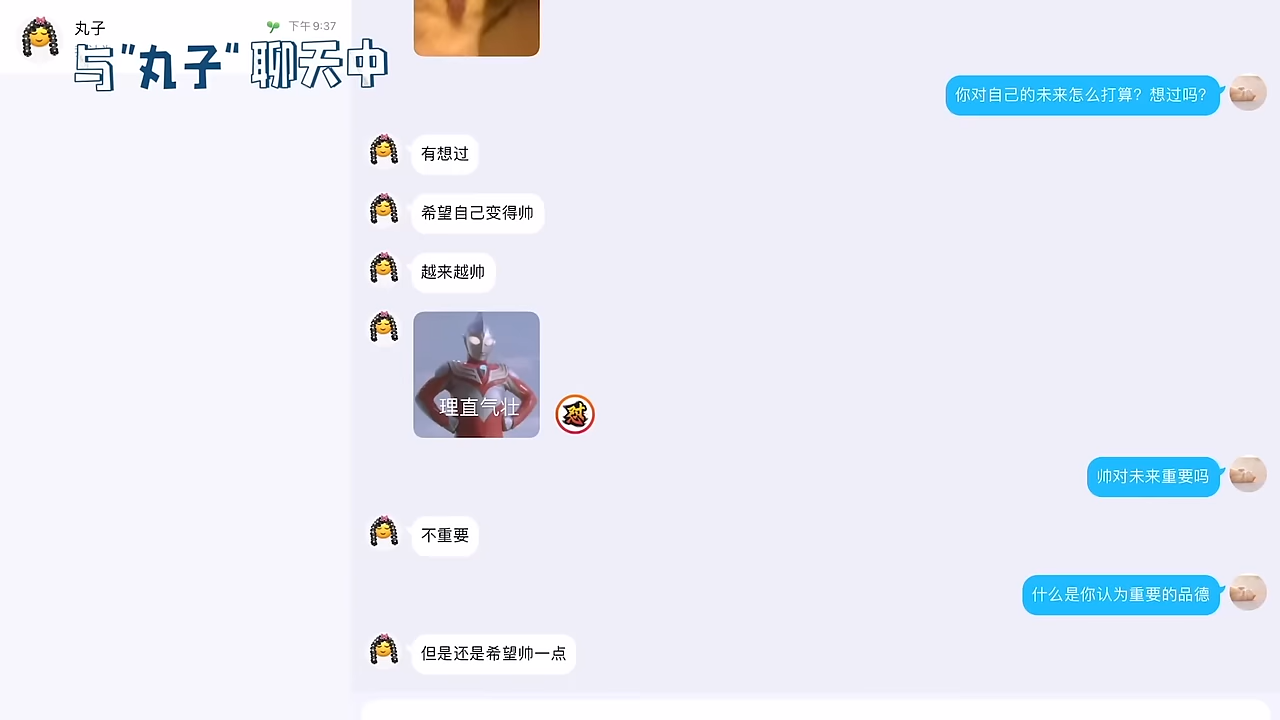 丸子
下午9:37
与"丸子"聊天中
你对自己的未来怎么打算？想过吗？
有想过
希望自己变得帅
越来越帅
理直气壮
怼
帅对未来重要吗
不重要
什么是你认为重要的品德
但是还是希望帅一点